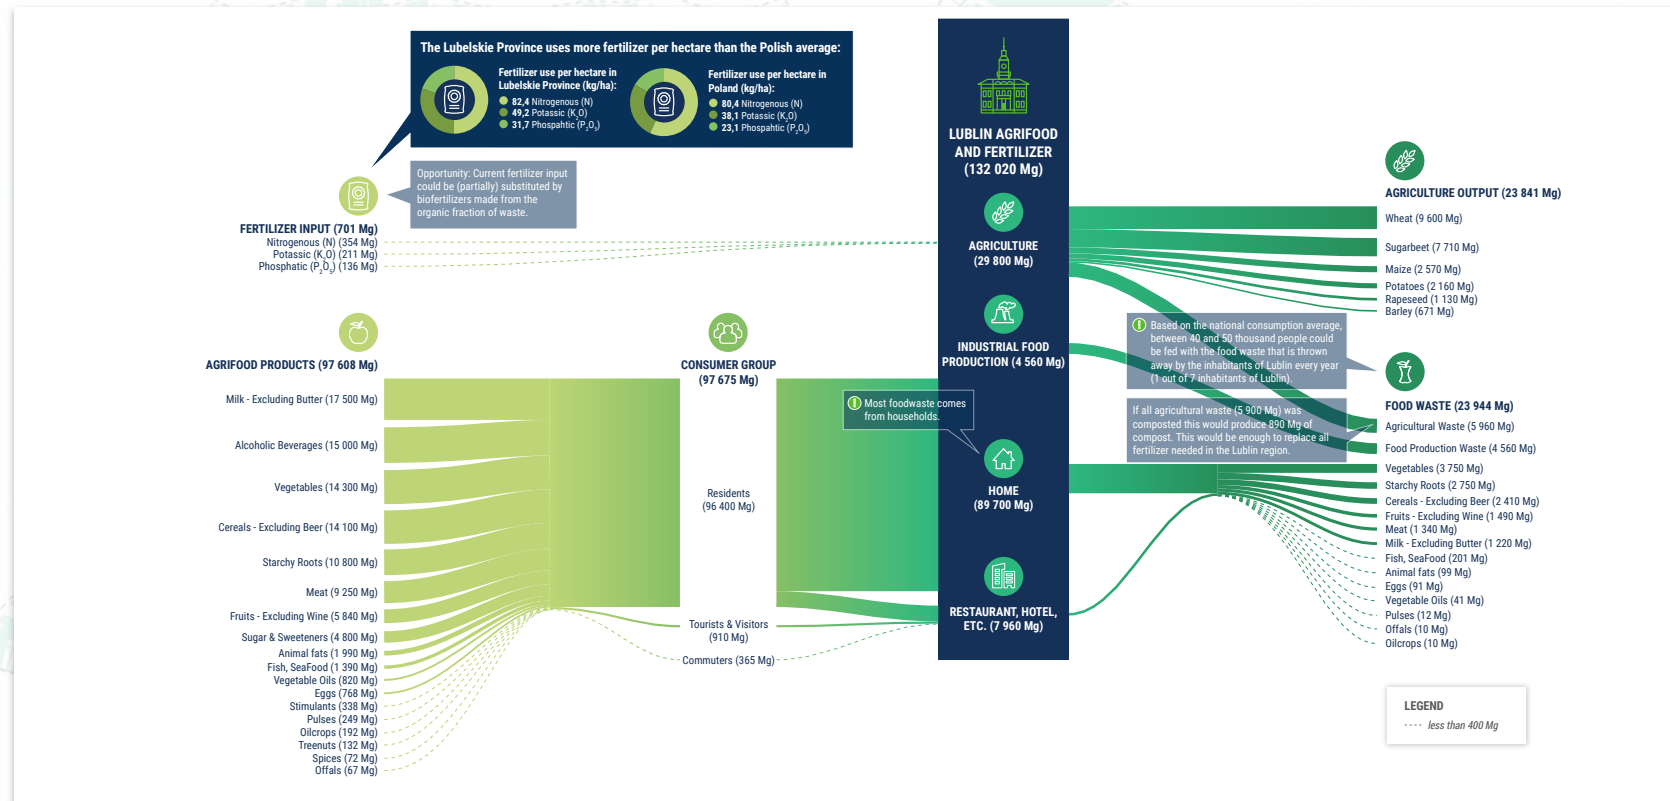 The Lubelskie Province uses more fertilizer per hectare than the Polish average:
Fertilizer use per hectare in
Lubelskie Province (kg/ha):
82,4 Nitrogenous (N)
49,2 Potassic (K₂O)
31,7 Phospahtic (P₂O₅)
Fertilizer use per hectare in
Poland (kg/ha):
80,4 Nitrogenous (N)
38,1 Potassic (K₂O)
23,1 Phospahtic (P₂O₅)
Opportunity: Current fertilizer input
could be (partially) substituted by
biofertilizers made from the
organic fraction of waste.
FERTILIZER INPUT (701 Mg)
Nitrogenous (N) (354 Mg)
Potassic (K₂O) (211 Mg)
Phosphatic (P₂O₅) (136 Mg)
AGRIFOOD PRODUCTS (97 608 Mg)
Milk - Excluding Butter (17 500 Mg)
Alcoholic Beverages (15 000 Mg)
Vegetables (14 300 Mg)
Cereals - Excluding Beer (14 100 Mg)
Starchy Roots (10 800 Mg)
Meat (9 250 Mg)
Fruits - Excluding Wine (5 840 Mg)
Sugar & Sweeteners (4 800 Mg)
Animal fats (1 990 Mg)
Fish, SeaFood (1 390 Mg)
Vegetable Oils (820 Mg)
Eggs (768 Mg)
Stimulants (338 Mg)
Pulses (249 Mg)
Oilcrops (192 Mg)
Treenuts (132 Mg)
Spices (72 Mg)
Offals (67 Mg)
CONSUMER GROUP
(97 675 Mg)
Residents
(96 400 Mg)
Tourists & Visitors
(910 Mg)
Commuters (365 Mg)
LUBLIN AGRIFOOD
AND FERTILIZER
(132 020 Mg)
AGRICULTURE
(29 800 Mg)
INDUSTRIAL FOOD
PRODUCTION (4 560 Mg)
Most foodwaste comes
from households.
HOME
(89 700 Mg)
RESTAURANT, HOTEL,
ETC. (7 960 Mg)
AGRICULTURE OUTPUT (23 841 Mg)
Wheat (9 600 Mg)
Sugarbeet (7 710 Mg)
Maize (2 570 Mg)
Potatoes (2 160 Mg)
Rapeseed (1 130 Mg)
Barley (671 Mg)
Based on the national consumption average,
between 40 and 50 thousand people could
be fed with the food waste that is thrown
away by the inhabitants of Lublin every year
(1 out of 7 inhabitants of Lublin).
If all agricultural waste (5 900 Mg) was
composted this would produce 890 Mg of
compost. This would be enough to replace all
fertilizer needed in the Lublin region.
FOOD WASTE (23 944 Mg)
Agricultural Waste (5 960 Mg)
Food Production Waste (4 560 Mg)
Vegetables (3 750 Mg)
Starchy Roots (2 750 Mg)
Cereals - Excluding Beer (2 410 Mg)
Fruits - Excluding Wine (1 490 Mg)
Meat (1 340 Mg)
Milk - Excluding Butter (1 220 Mg)
Fish, SeaFood (201 Mg)
Animal fats (99 Mg)
Eggs (91 Mg)
Vegetable Oils (41 Mg)
Pulses (12 Mg)
Offals (10 Mg)
Oilcrops (10 Mg)
LEGEND
less than 400 Mg